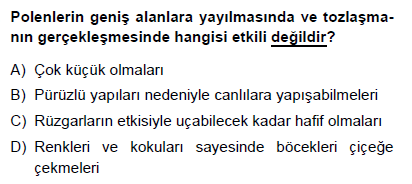 Polenlerin geniş alanlara yayılmasında ve tozlaşma-
nın gerçekleşmesinde hangisi etkili değildir?
A) Çok küçük olmaları
B) Pürüzlü yapıları nedeniyle canlılara yapışabilmeleri
C) Rüzgarların etkisiyle uçabilecek kadar hafif olmaları
D) Renkleri ve kokuları sayesinde böcekleri çiçeğe
çekmeleri